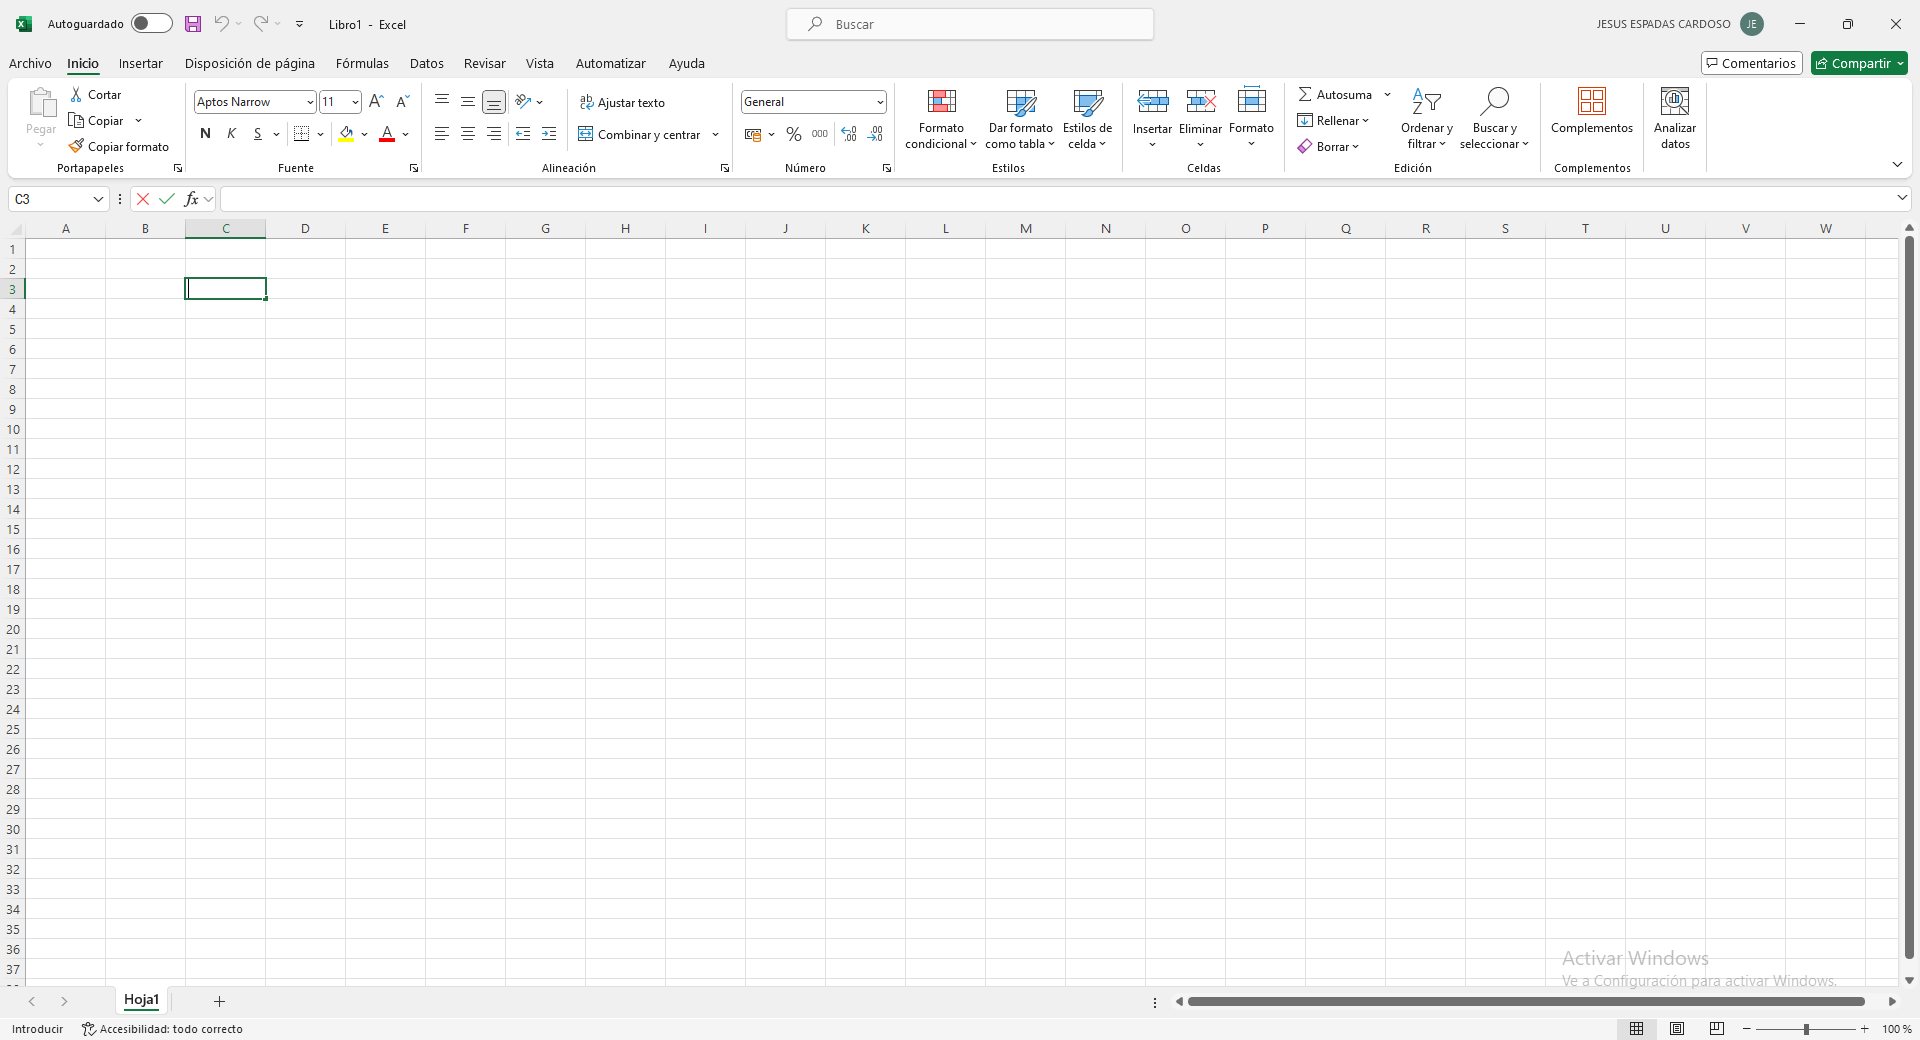 Autoguardado Libro1 - Excel Buscar JESUS ESPADAS CARDOSO JE
Archivo Inicio Insertar Disposición de página Fórmulas Datos Revisar Vista Automatizar Ayuda Comentarios Compartir
Pegar
Cortar
Copiar
Copiar formato
Portapapeles
Aptos Narrow 11 A A
N K S A
Fuente
ab Ajustar texto
Combinar y centrar
Alineación
General
% 000 ,00 ,00
Número
Formato condicional
Dar formato como tabla
Estilos de celda
Estilos
Insertar Eliminar Formato
Celdas
Autosuma
Rellenar
Borrar
Ordenar y filtrar
Buscar y seleccionar
Edición
Complementos
Complementos
Analizar datos
C3 fx
A B C D E F G H I J K L M N O P Q R S T U V W
1
2
3
4
5
6
7
8
9
10
11
12
13
14
15
16
17
18
19
20
21
22
23
24
25
26
27
28
29
30
31
32
33
34
35
36
37
Activar Windows
Ve a Configuración para activar Windows.
Hoja1
Introducir Accesibilidad: todo correcto 100 %